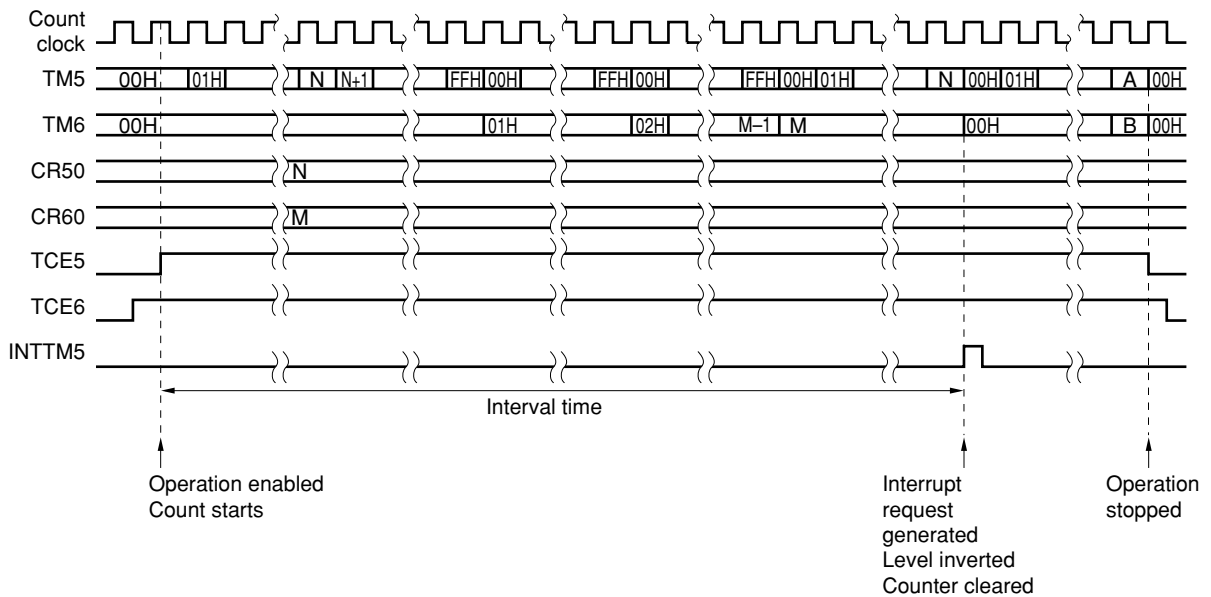 Count
clock
TM5 00H 01H N N+1 FFH 00H FFH 00H FFH 00H 01H N 00H 01H A 00H
TM6 00H 01H 02H M–1 M 00H B 00H
CR50 N
CR60 M
TCE5
TCE6
INTTM5
Interval time
Operation enabled
Count starts
Interrupt
request
generated
Level inverted
Counter cleared
Operation
stopped